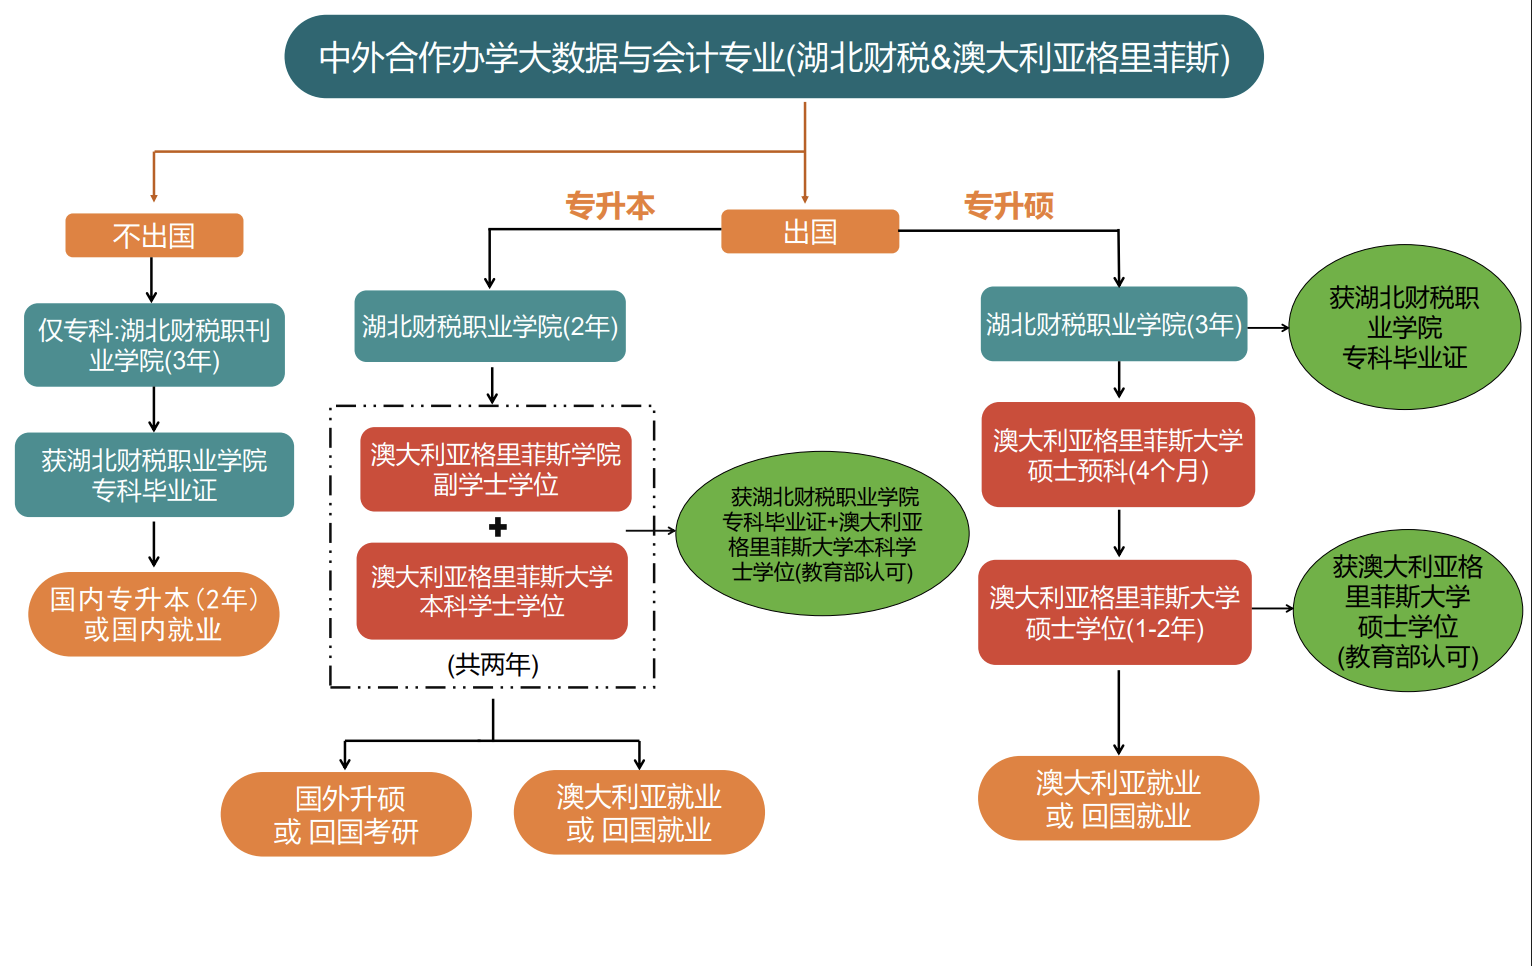 中外合作办学大数据与会计专业(湖北财税&澳大利亚格里菲斯)
不出国
仅专科:湖北财税职刊
业学院(3年)
获湖北财税职业学院
专科毕业证
国内专升本（2年）
或国内就业
专升本
出国
专升硕
湖北财税职业学院(2年)
澳大利亚格里菲斯学院
副学士学位
澳大利亚格里菲斯大学
本科学士学位
(共两年)
获湖北财税职业学院
专科毕业证+澳大利亚
格里菲斯大学本科学
士学位(教育部认可)
国外升硕
或 回国考研
澳大利亚就业
或 回国就业
湖北财税职业学院(3年)
获湖北财税职
业学院
专科毕业证
澳大利亚格里菲斯大学
硕士预科(4个月)
澳大利亚格里菲斯大学
硕士学位(1-2年)
获澳大利亚格
里菲斯大学
硕士学位
(教育部认可)
澳大利亚就业
或 回国就业